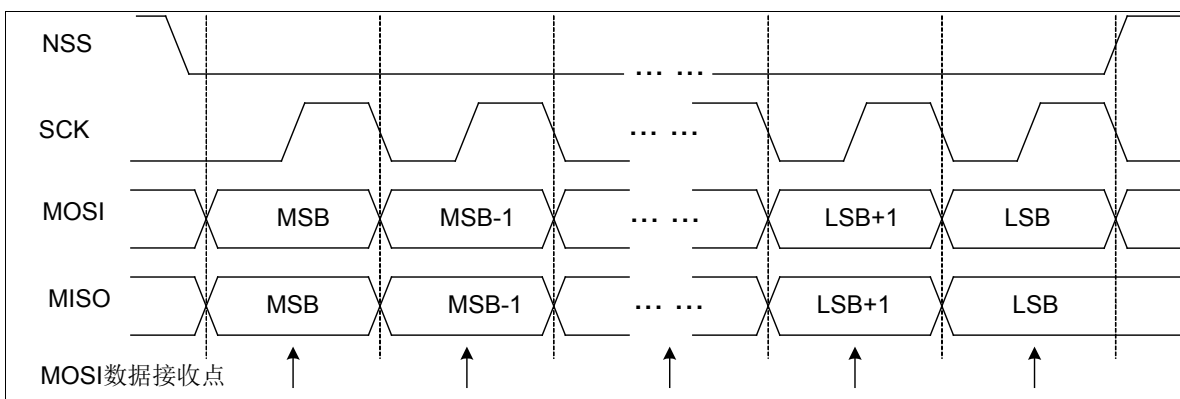 NSS
... ...
SCK
... ...
MOSI MSB MSB-1 ... ... LSB+1 LSB
MISO MSB MSB-1 ... ... LSB+1 LSB
MOSI数据接收点